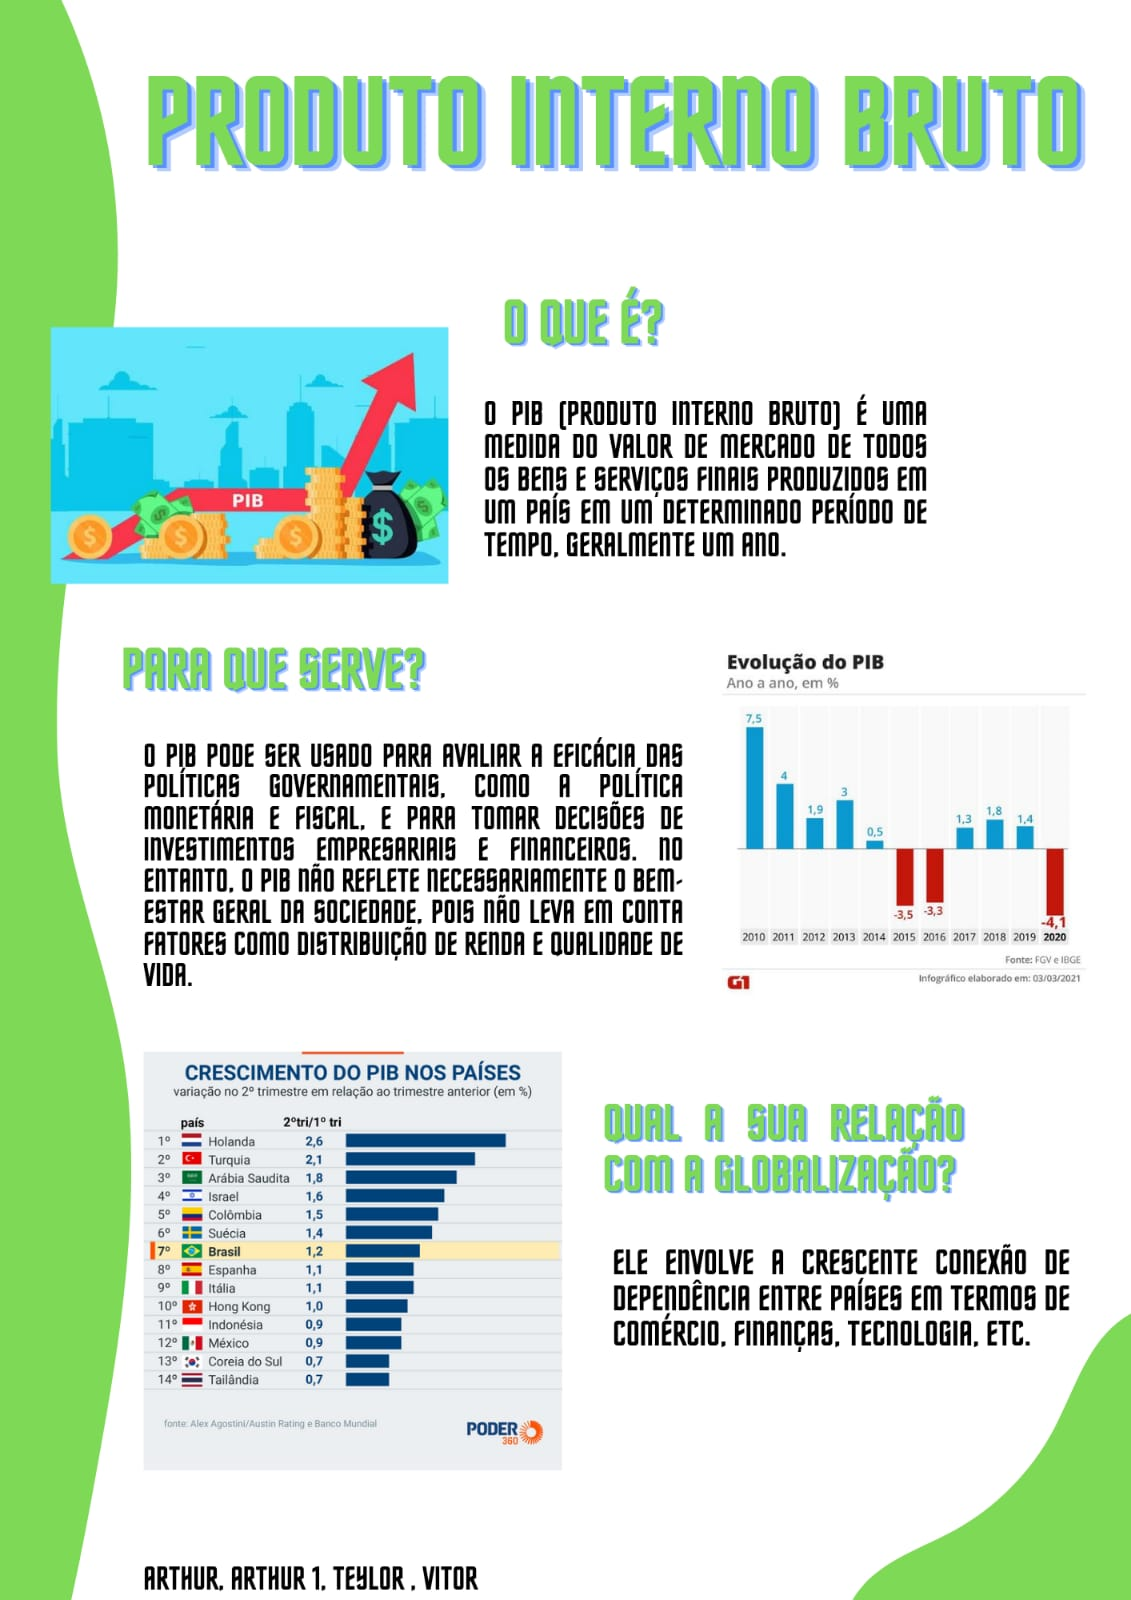 PRODUTO INTERNO BRUTO
O QUE É?
O PIB (PRODUTO INTERNO BRUTO) É UMA
MEDIDA DO VALOR DE MERCADO DE TODOS
OS BENS E SERVIÇOS FINAIS PRODUZIDOS EM
UM PAÍS EM UM DETERMINADO PERÍODO DE
TEMPO, GERALMENTE UM ANO.
PIB
$ $ $ $ $
PARA QUE SERVE?
O PIB PODE SER USADO PARA AVALIAR A EFICÁCIA DAS
POLÍTICAS GOVERNAMENTAIS, COMO A POLÍTICA
MONETÁRIA E FISCAL, E PARA TOMAR DECISÕES DE
INVESTIMENTOS EMPRESARIAIS E FINANCEIROS. NO
ENTANTO, O PIB NÃO REFLETE NECESSARIAMENTE O BEM-
ESTAR GERAL DA SOCIEDADE, POIS NÃO LEVA EM CONTA
FATORES COMO DISTRIBUIÇÃO DE RENDA E QUALIDADE DE
VIDA.
Evolução do PIB
Ano a ano, em %
7,5 4 1,9 3 0,5 -3,5 -3,3 1,3 1,8 1,4 -4,1
2010 2011 2012 2013 2014 2015 2016 2017 2018 2019 2020
Fonte: FGV e IBGE
G1 Infográfico elaborado em: 03/03/2021
CRESCIMENTO DO PIB NOS PAÍSES
variação no 2º trimestre em relação ao trimestre anterior (em %)
país 2ºtri/1º tri
1º Holanda 2,6
2º Turquia 2,1
3º Arábia Saudita 1,8
4º Israel 1,6
5º Colômbia 1,5
6º Suécia 1,4
7º Brasil 1,2
8º Espanha 1,1
9º Itália 1,1
10º Hong Kong 1,0
11º Indonésia 0,9
12º México 0,9
13º Coreia do Sul 0,7
14º Tailândia 0,7
fonte: Alex Agostini/Austin Rating e Banco Mundial
PODER
360
QUAL A SUA RELAÇÃO
COM A GLOBALIZAÇÃO?
ELE ENVOLVE A CRESCENTE CONEXÃO DE
DEPENDÊNCIA ENTRE PAÍSES EM TERMOS DE
COMÉRCIO, FINANÇAS, TECNOLOGIA, ETC.
ARTHUR, ARTHUR 1, TEYLOR , VITOR